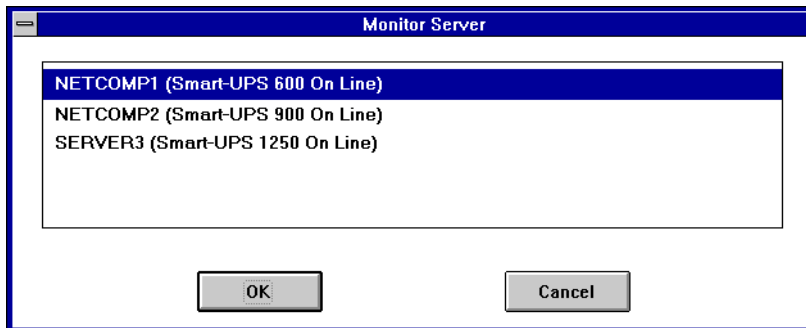 Monitor Server
NETCOMP1 (Smart-UPS 600 On Line)
NETCOMP2 (Smart-UPS 900 On Line)
SERVER3 (Smart-UPS 1250 On Line)
OK
Cancel